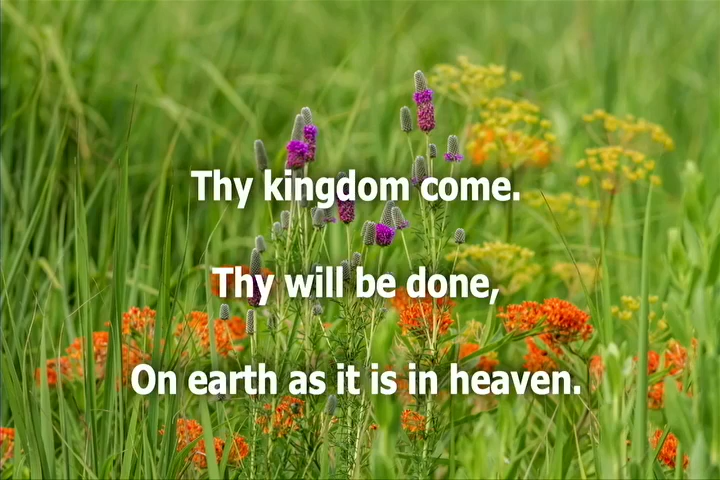 Thy kingdom come.
Thy will be done,
On earth as it is in heaven.